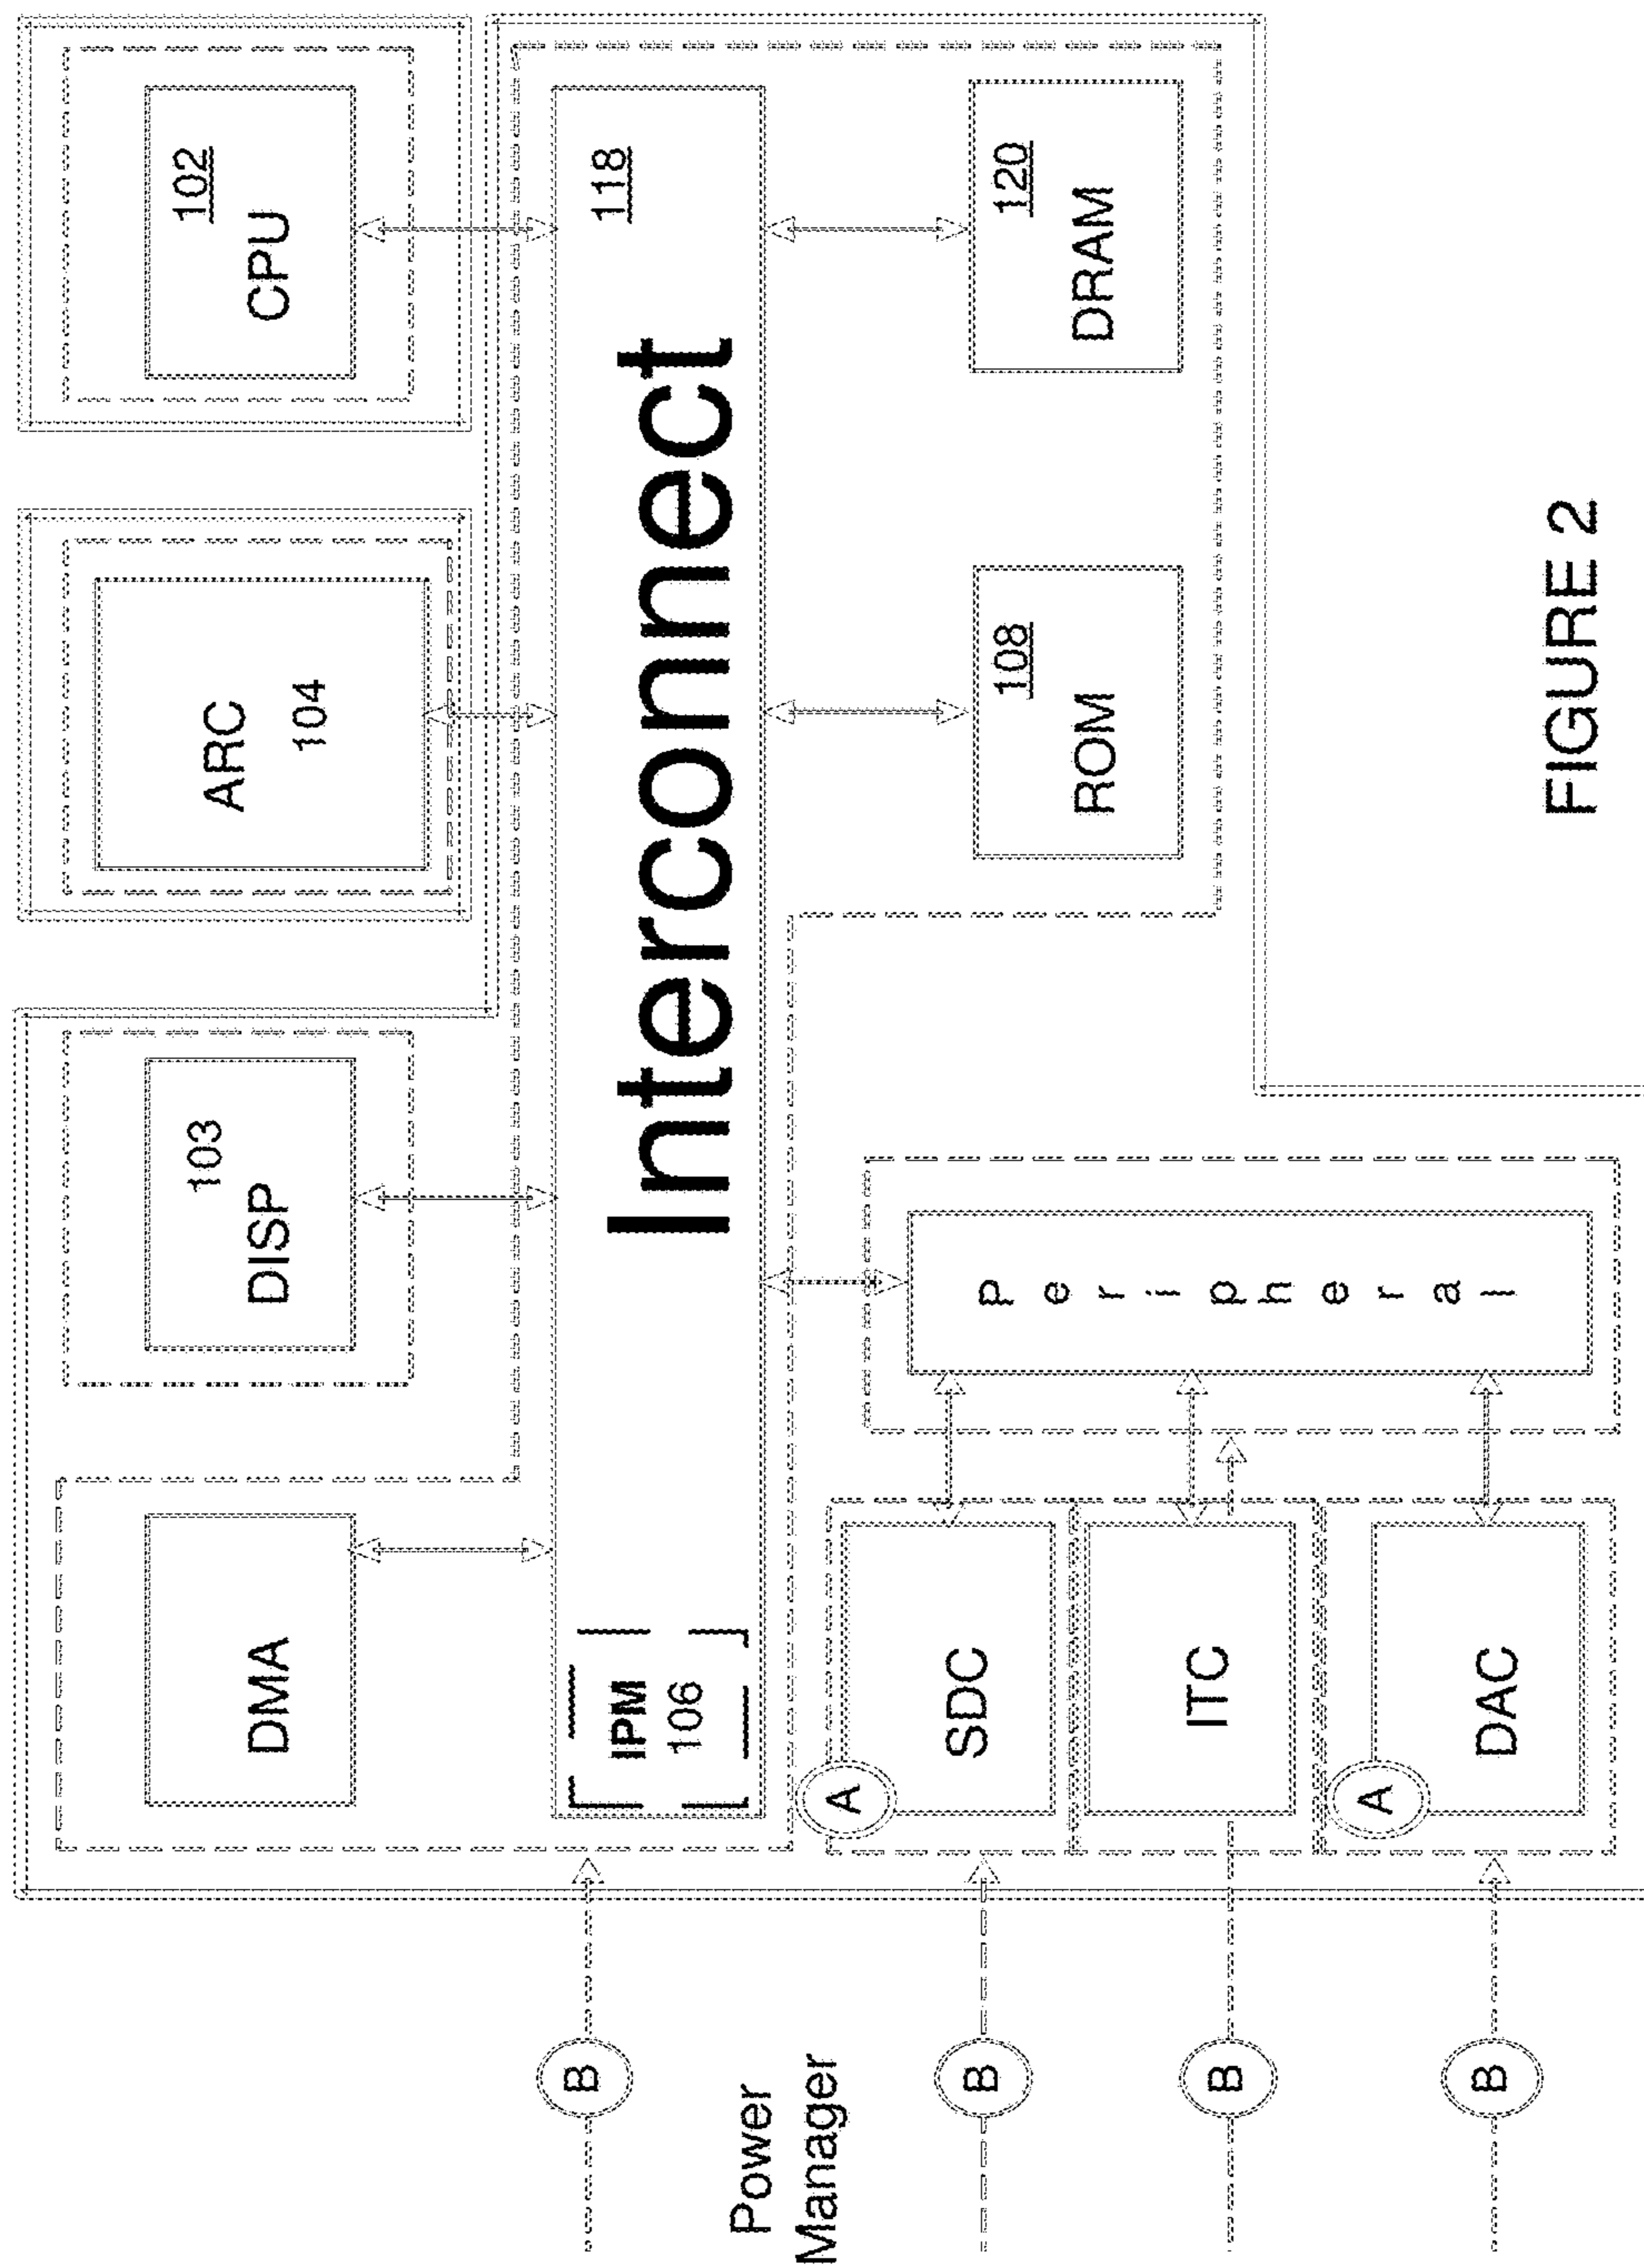 DMA
103
DISP
ARC
104
102
CPU
B
IPM
106
Interconnect
118
Power
Manager
A
SDC
B
108
ROM
120
DRAM
ITC
B
Peripheral
A
DAC
B
FIGURE 2